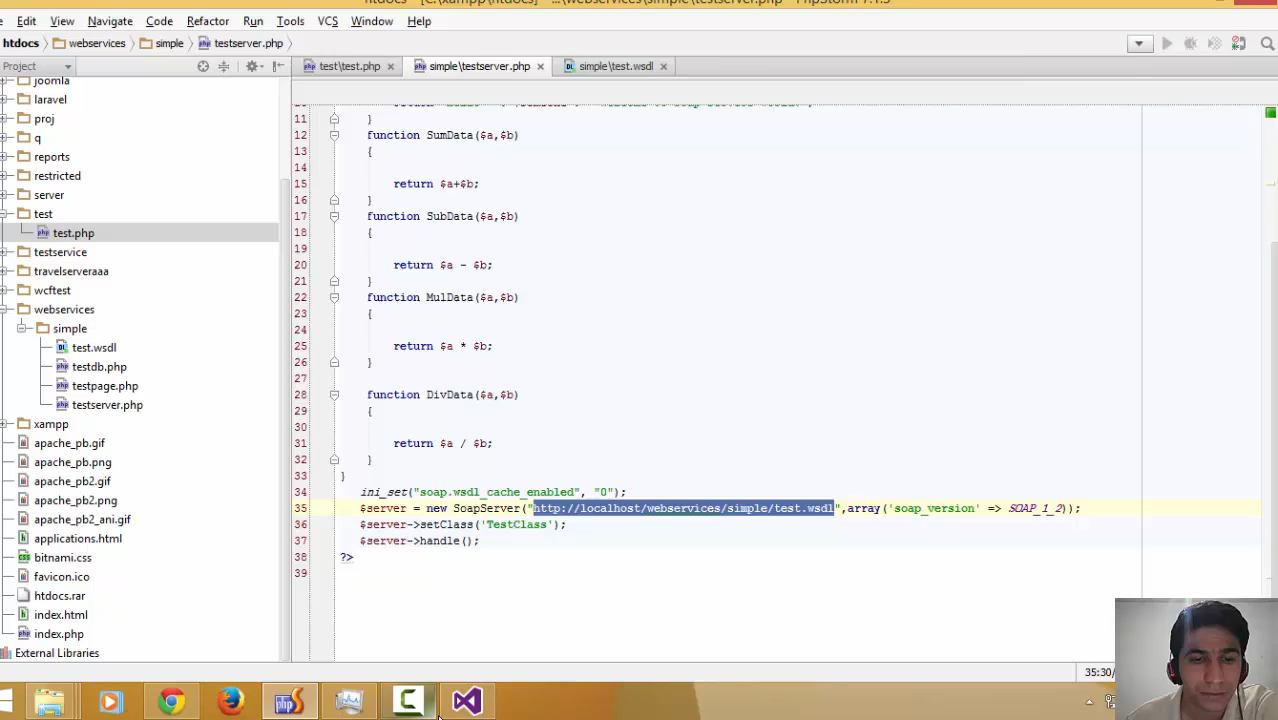 Edit View Navigate Code Refactor Run Tools VCS Window Help
htdocs webservices simple testserver.php
Project
test\test.php simple\testserver.php simple\test.wsdl
joomla
laravel
proj
q
reports
restricted
server
test
test.php
testservice
travelserveraaa
wcftest
webservices
simple
test.wsdl
testdb.php
testpage.php
testserver.php
xampp
apache_pb.gif
apache_pb.png
apache_pb2.gif
apache_pb2.png
apache_pb2_ani.gif
applications.html
bitnami.css
favicon.ico
htdocs.rar
index.html
index.php
External Libraries
11 }
12 function SumData($a,$b)
13 {
14
15 return $a+$b;
16 }
17 function SubData($a,$b)
18 {
19
20 return $a - $b;
21 }
22 function MulData($a,$b)
23 {
24
25 return $a * $b;
26 }
27
28 function DivData($a,$b)
29 {
30
31 return $a / $b;
32 }
33 }
34 ini_set("soap.wsdl_cache_enabled", "0");
35 $server = new SoapServer("http://localhost/webservices/simple/test.wsdl",array('soap_version' => SOAP_1_2));
36 $server->setClass('TestClass');
37 $server->handle();
38 ?>
39
35:30